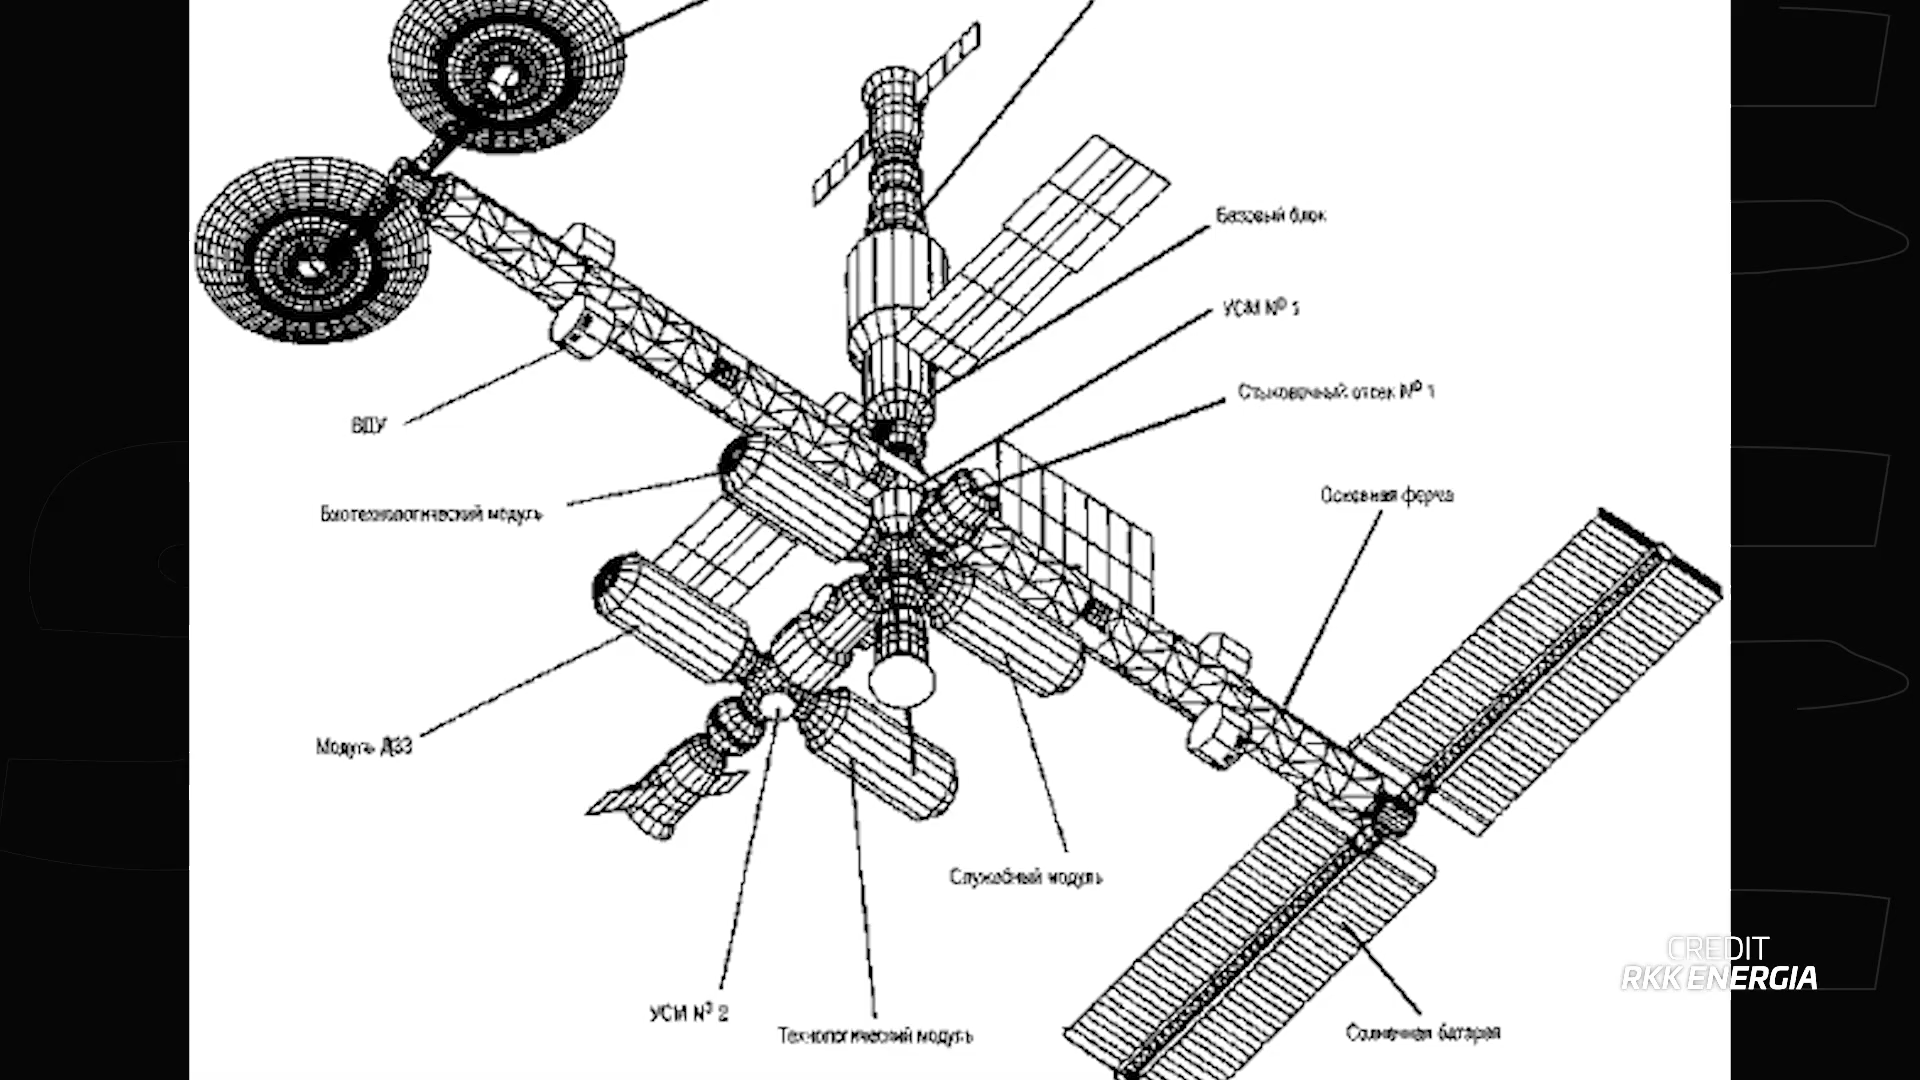 Базовый блок
УСМ № 1
Стыковочный отсек № 1
ВДУ
Основная ферма
Биотехнологический модуль
Модуль ДЗЗ
Служебный модуль
CREDIT
RKK ENERGIA
УСМ № 2
Технологический модуль
Солнечная батарея